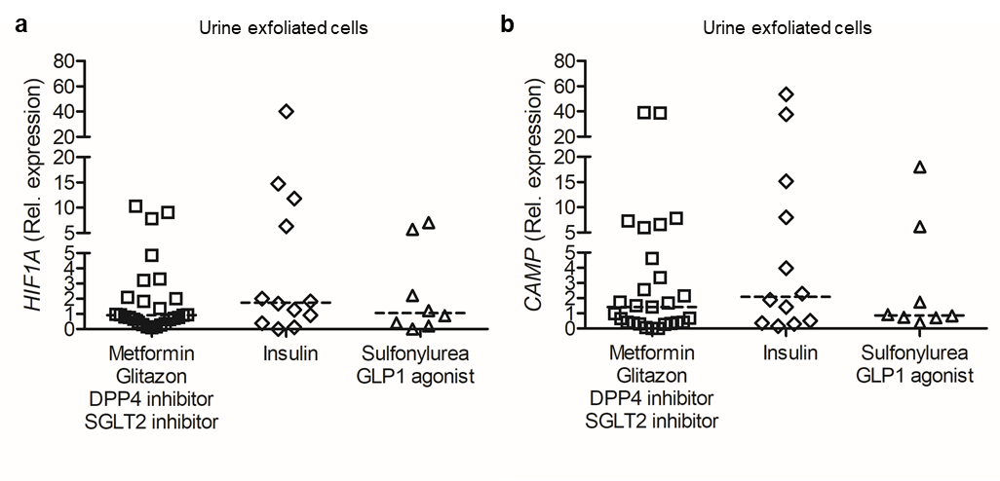 a
Urine exfoliated cells
HIF1A (Rel. expression)
80
60
40
20
20
15
10
5
5
4
3
2
1
0
Metformin
Glitazon
DPP4 inhibitor
SGLT2 inhibitor
Insulin
Sulfonylurea
GLP1 agonist
b
Urine exfoliated cells
CAMP (Rel. expression)
80
60
40
20
20
15
10
5
5
4
3
2
1
0
Metformin
Glitazon
DPP4 inhibitor
SGLT2 inhibitor
Insulin
Sulfonylurea
GLP1 agonist